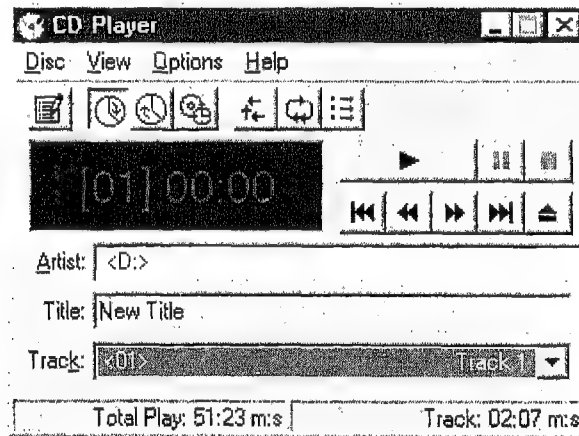 CD Player
Disc View Options Help
[01] 00:00
Artist: <D:>
Title: New Title
Track: <01> Track 1
Total Play: 51:23 m:s Track: 02:07 m:s